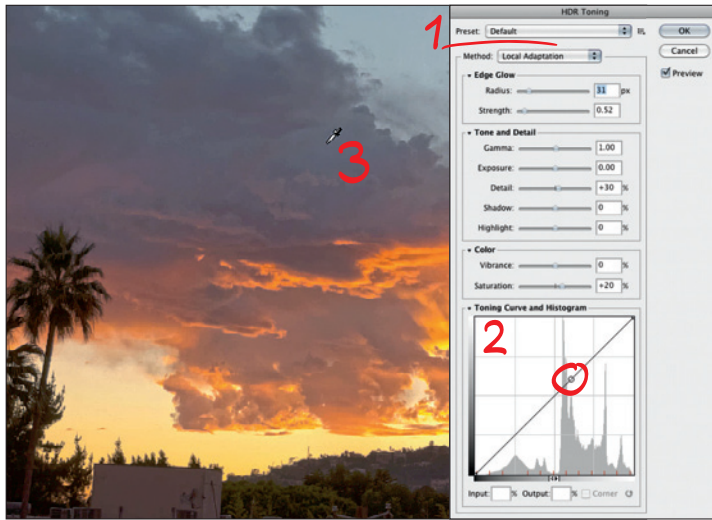 HDR Toning
1
Preset: Default
OK
Method: Local Adaptation
Cancel
Edge Glow
Preview
Radius: 31 px
Strength: 0.52
Tone and Detail
Gamma: 1.00
3
Exposure: 0.00
Detail: +30 %
Shadow: 0 %
Highlight: 0 %
Color
Vibrance: 0 %
Saturation: +20 %
Toning Curve and Histogram
2
Input: % Output: % Corner